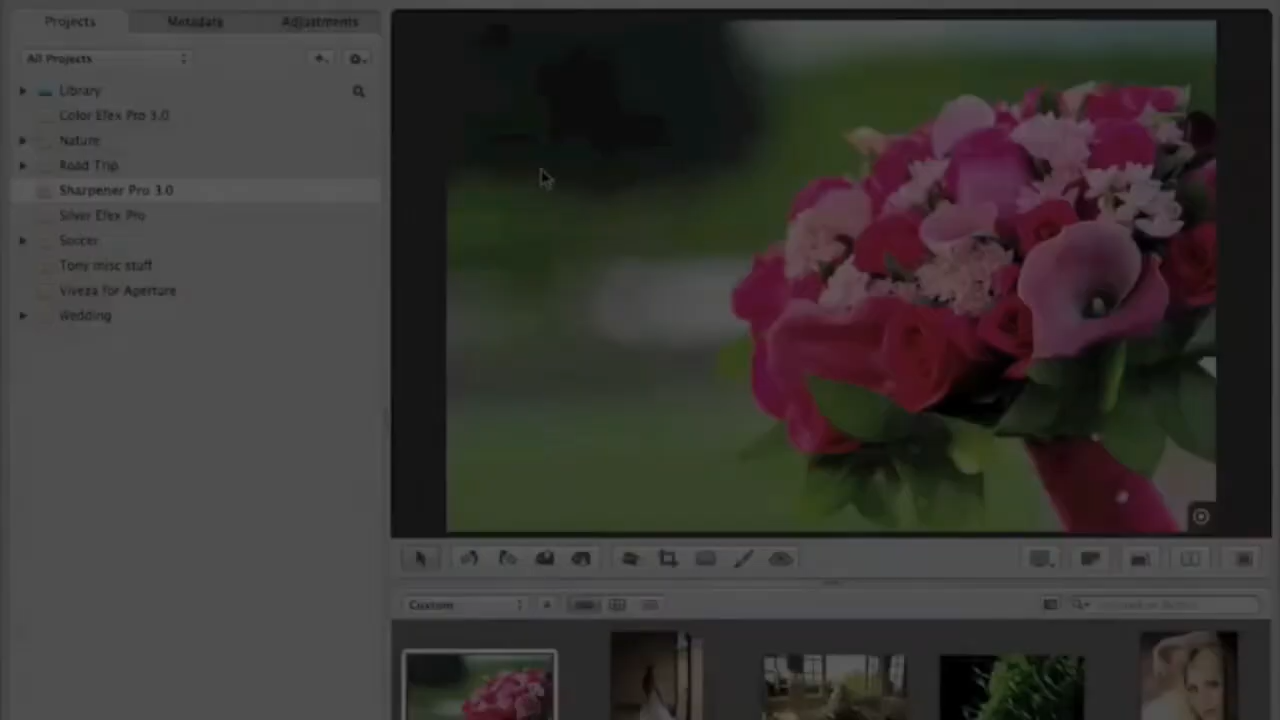 Projects Metadata Adjustments
All Projects
Library
Color Efex Pro 3.0
Nature
Road Trip
Sharpener Pro 3.0
Silver Efex Pro
Soccer
Tony misc stuff
Viveza for Aperture
Wedding
Custom